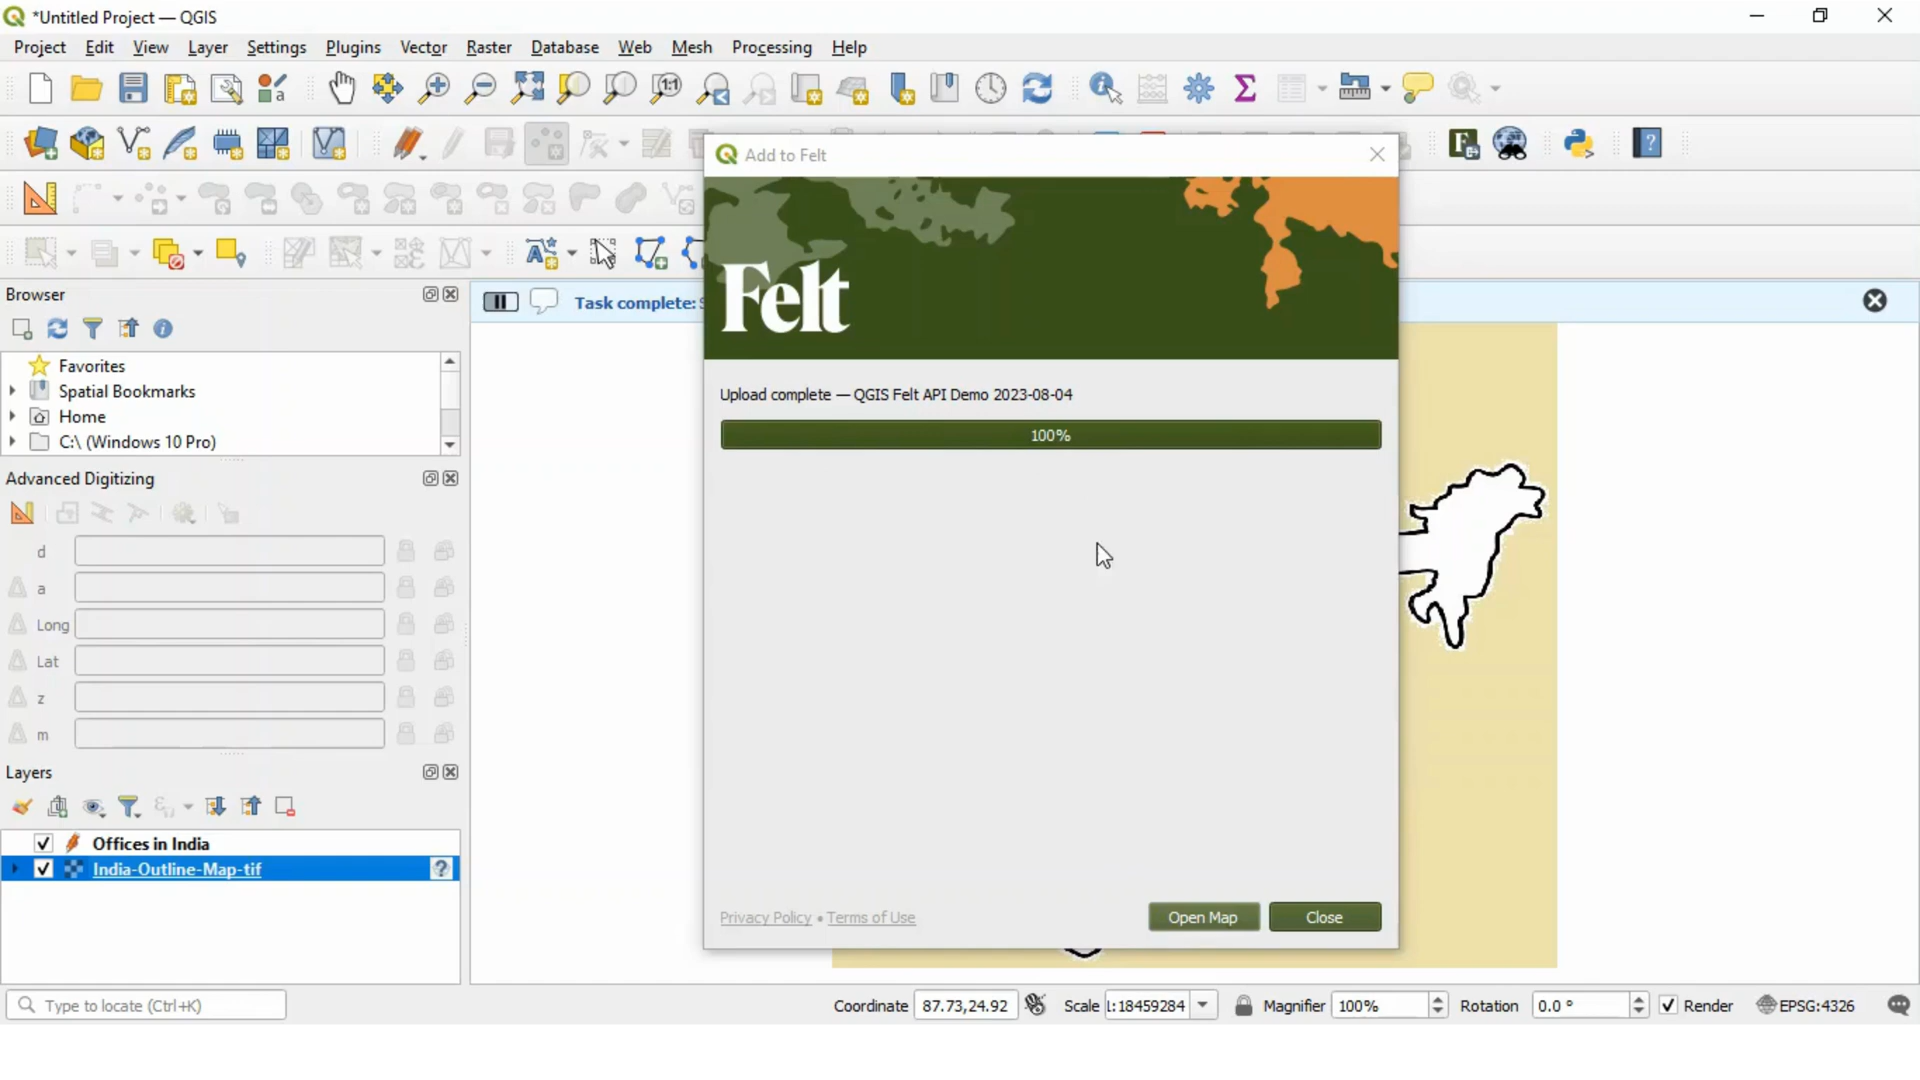 *Untitled Project — QGIS
Project Edit View Layer Settings Plugins Vector Raster Database Web Mesh Processing Help
Add to Felt
Felt
Browser
Task complete:
Favorites
Spatial Bookmarks
Home
C:\ (Windows 10 Pro)
Upload complete — QGIS Felt API Demo 2023-08-04
100%
Advanced Digitizing
d
a
Long
Lat
z
m
Layers
Offices in India
India-Outline-Map-tif
Privacy Policy • Terms of Use
Open Map Close
Type to locate (Ctrl+K) Coordinate 87.73,24.92 Scale 1:18459284 Magnifier 100% Rotation 0.0 ° Render EPSG:4326